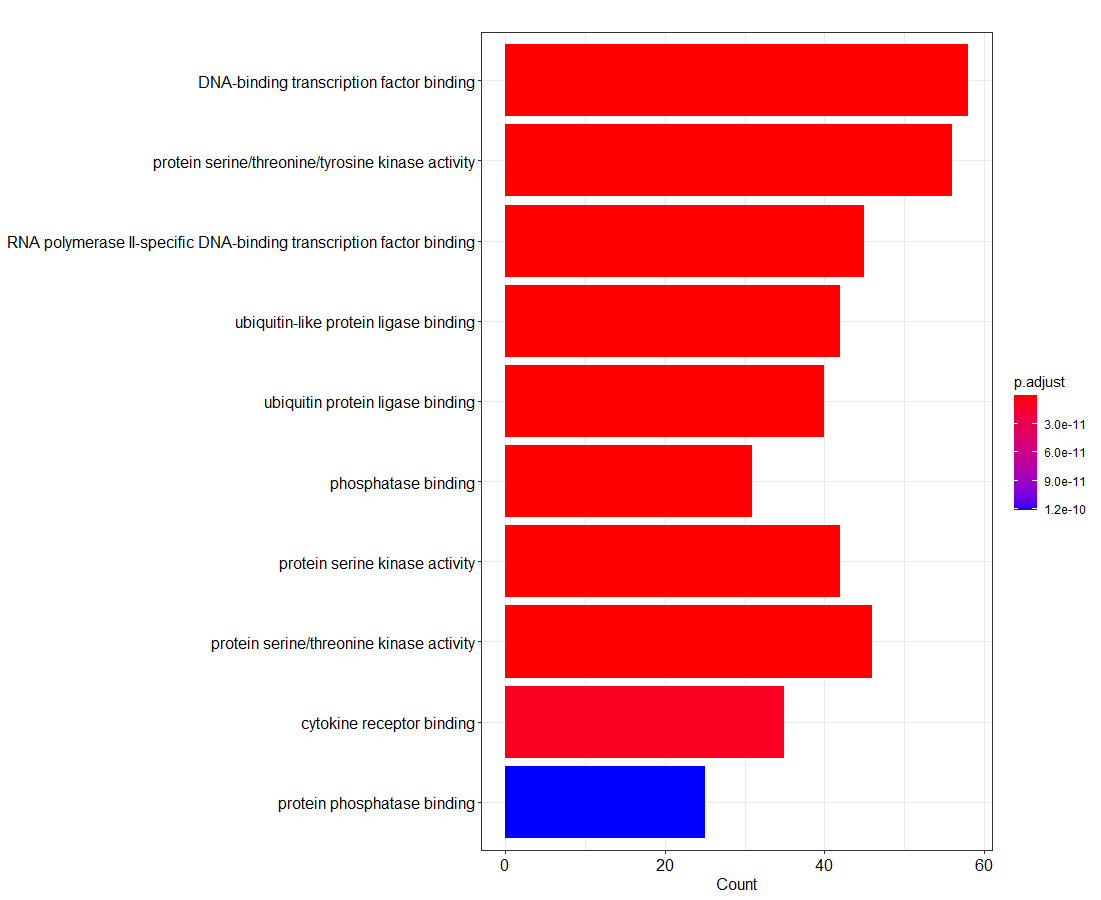 DNA-binding transcription factor binding
protein serine/threonine/tyrosine kinase activity
RNA polymerase II-specific DNA-binding transcription factor binding
ubiquitin-like protein ligase binding
ubiquitin protein ligase binding
phosphatase binding
protein serine kinase activity
protein serine/threonine kinase activity
cytokine receptor binding
protein phosphatase binding
0 20 40 60
Count
p.adjust
3.0e-11
6.0e-11
9.0e-11
1.2e-10